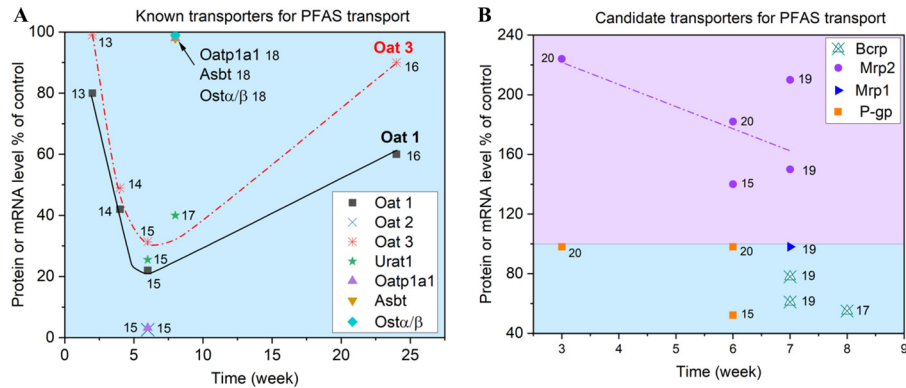 A
Known transporters for PFAS transport
Protein or mRNA level % of control
100
80
60
40
20
0
0
5
10
15
20
25
Time (week)
13
13
14
14
15
15
15
15
15
17
16
16
Oatp1a1 18
Asbt 18
Ostα/β 18
Oat 3
Oat 1
Oat 1
Oat 2
Oat 3
Urat1
Oatp1a1
Asbt
Ostα/β
B
Candidate transporters for PFAS transport
Protein or mRNA level % of control
240
220
200
180
160
140
120
100
80
60
40
3
4
5
6
7
8
9
Time (week)
20
20
15
19
19
20
20
15
19
19
19
17
Bcrp
Mrp2
Mrp1
P-gp